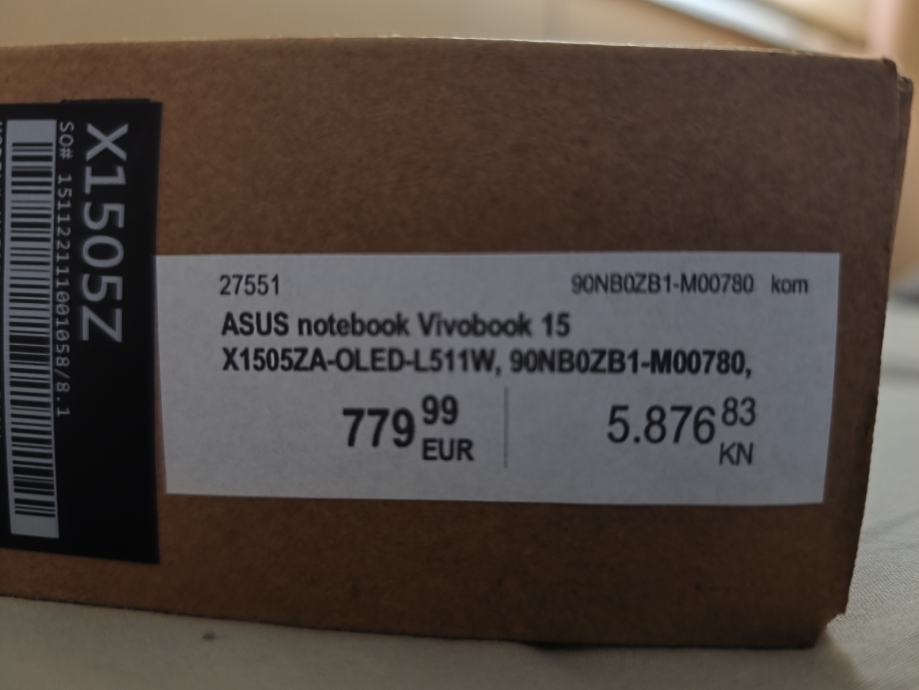 X1505Z
SO# 15112211001058/8.1
27551 90NB0ZB1-M00780 kom
ASUS notebook Vivobook 15
X1505ZA-OLED-L511W, 90NB0ZB1-M00780,
779 99 EUR 5.876 83 KN